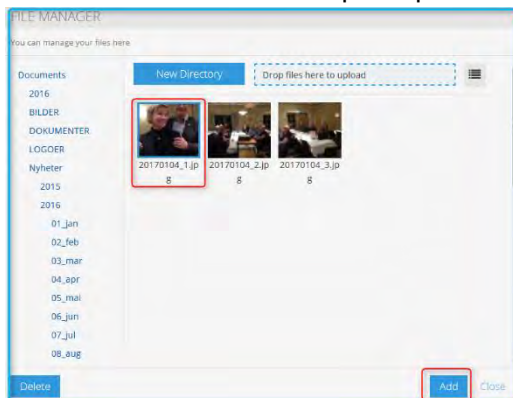 FILE MANAGER
You can manage your files here
New Directory
Drop files here to upload
Documents
2016
BILDER
DOKUMENTER
LOGOER
Nyheter
2015
2016
01_jan
02_feb
03_mar
04_apr
05_mai
06_jun
07_jul
08_aug
20170104_1.jp
g
20170104_2.jp
g
20170104_3.jp
g
Delete
Add
Close